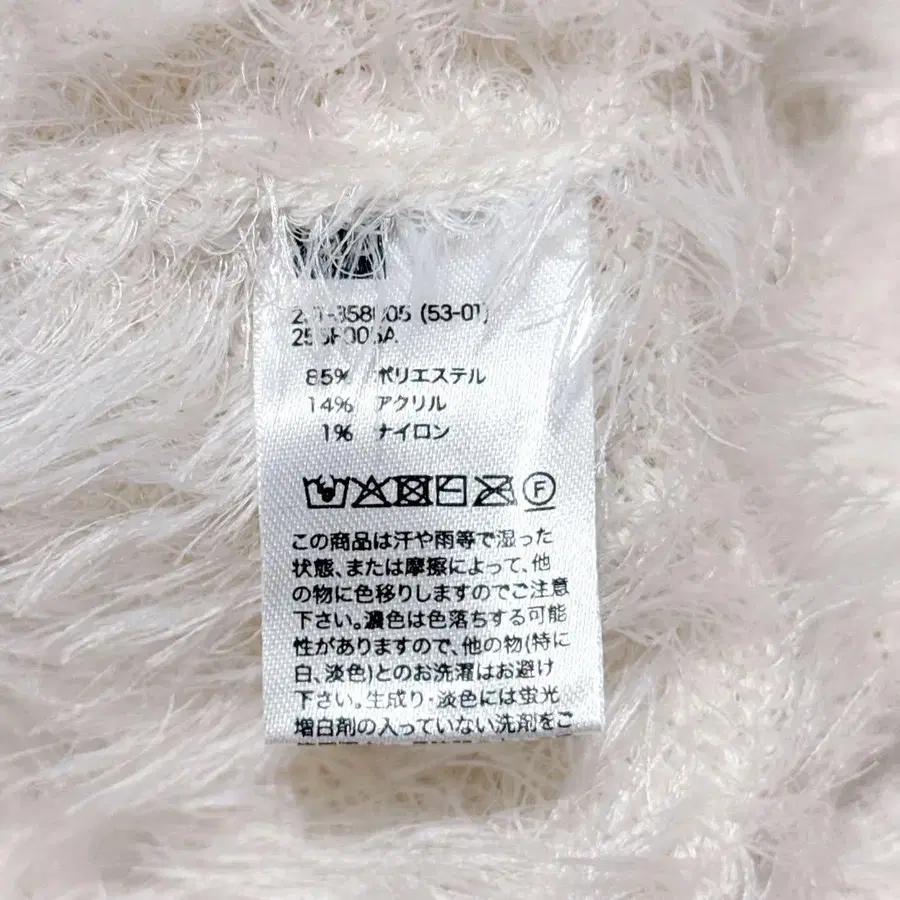 (53-01)
85% ポリエステル
14% アクリル
1% ナイロン
F
この商品は汗や雨等で湿った
状態、または摩擦によって、他
の物に色移りしますのでご注意
下さい。濃色は色落ちする可能
性がありますので、他の物(特に
白、淡色)とのお洗濯はお避け
下さい。生成り・淡色には蛍光
増白剤の入っていない洗剤をご